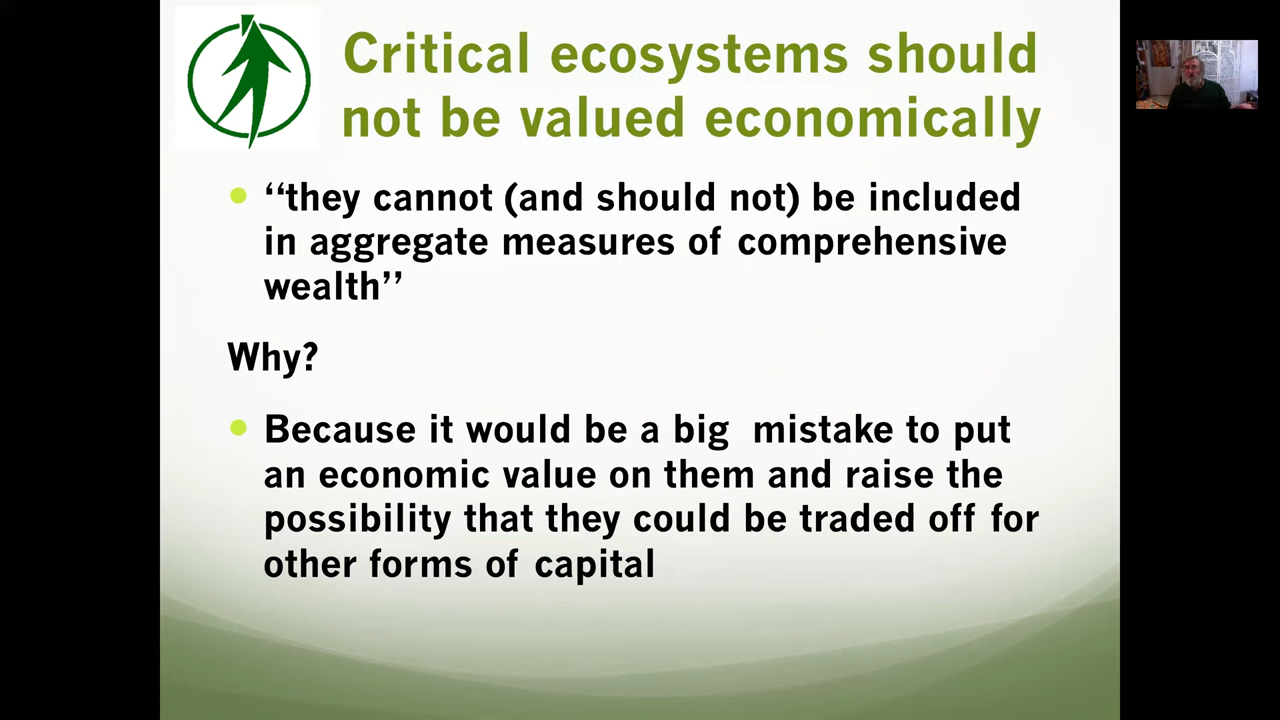 Critical ecosystems should
not be valued economically
“they cannot (and should not) be included
in aggregate measures of comprehensive
wealth”
Why?
Because it would be a big mistake to put
an economic value on them and raise the
possibility that they could be traded off for
other forms of capital